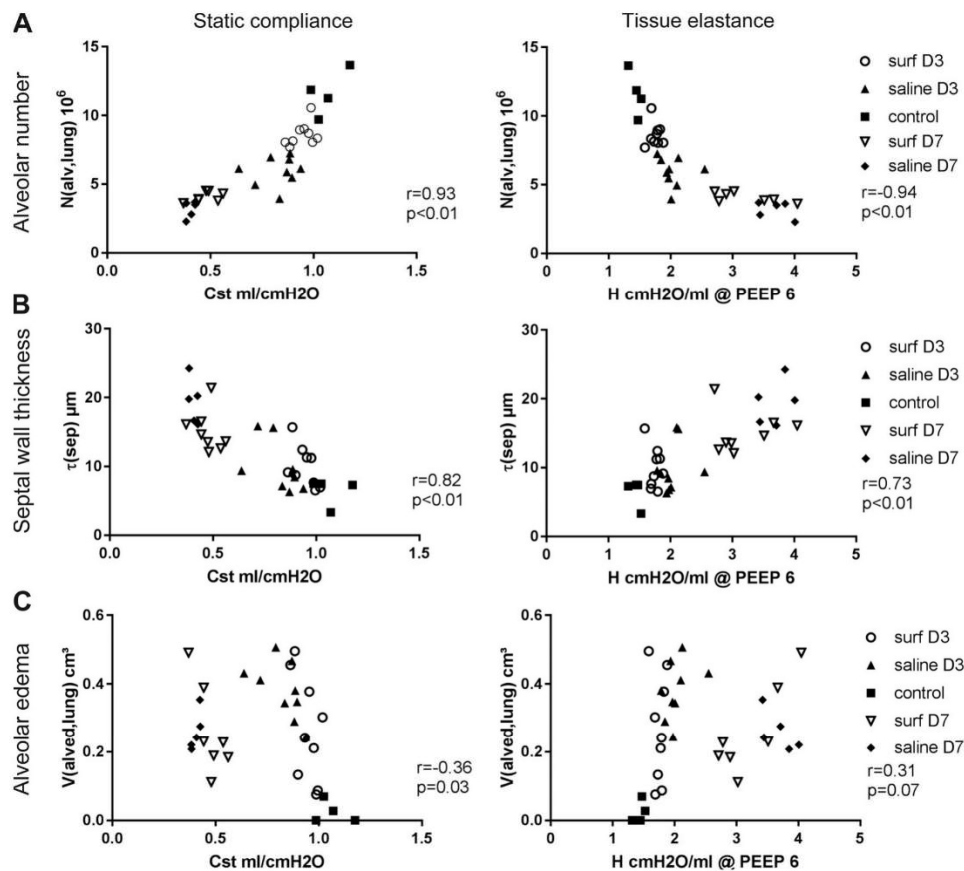 Static compliance
Tissue elastance
A
Alveolar number
N(alv,lung) 10⁶
15
10
5
0
0.0 0.5 1.0 1.5
Cst ml/cmH2O
r=0.93
p<0.01
N(alv,lung) 10⁶
15
10
5
0
0 1 2 3 4 5
H cmH2O/ml @ PEEP 6
surf D3
saline D3
control
surf D7
saline D7
r=-0.94
p<0.01
B
Septal wall thickness
τ(sep) µm
30
20
10
0
0.0 0.5 1.0 1.5
Cst ml/cmH2O
r=0.82
p<0.01
τ(sep) µm
30
20
10
0
0 1 2 3 4 5
H cmH2O/ml @ PEEP 6
surf D3
saline D3
control
surf D7
saline D7
r=0.73
p<0.01
C
Alveolar edema
V(alved,lung) cm³
0.6
0.4
0.2
0.0
0.0 0.5 1.0 1.5
Cst ml/cmH2O
r=-0.36
p=0.03
V(alved,lung) cm³
0.6
0.4
0.2
0.0
0 1 2 3 4 5
H cmH2O/ml @ PEEP 6
surf D3
saline D3
control
surf D7
saline D7
r=0.31
p=0.07